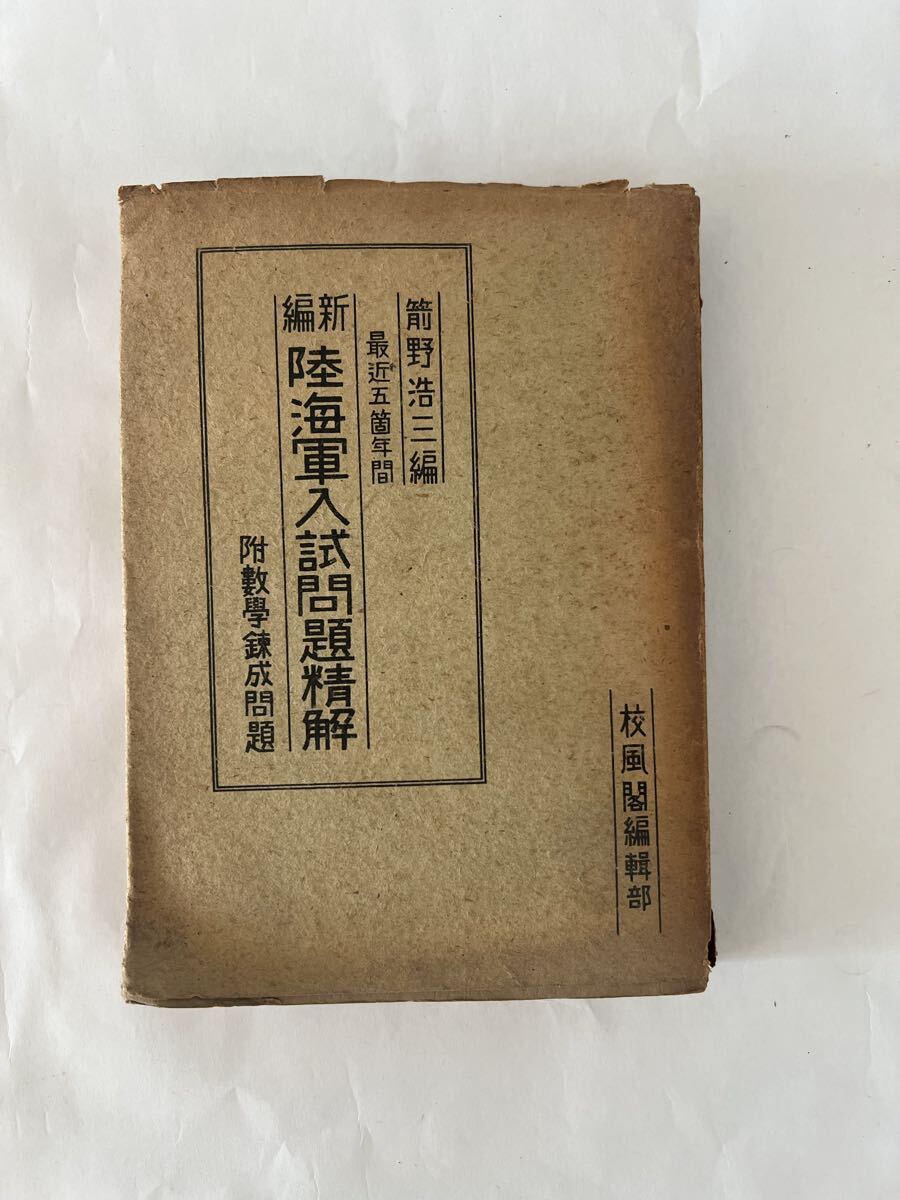 箭野浩三編
最近五箇年間
新編
陸海軍入試問題精解
附數學錬成問題
校風閣編輯部